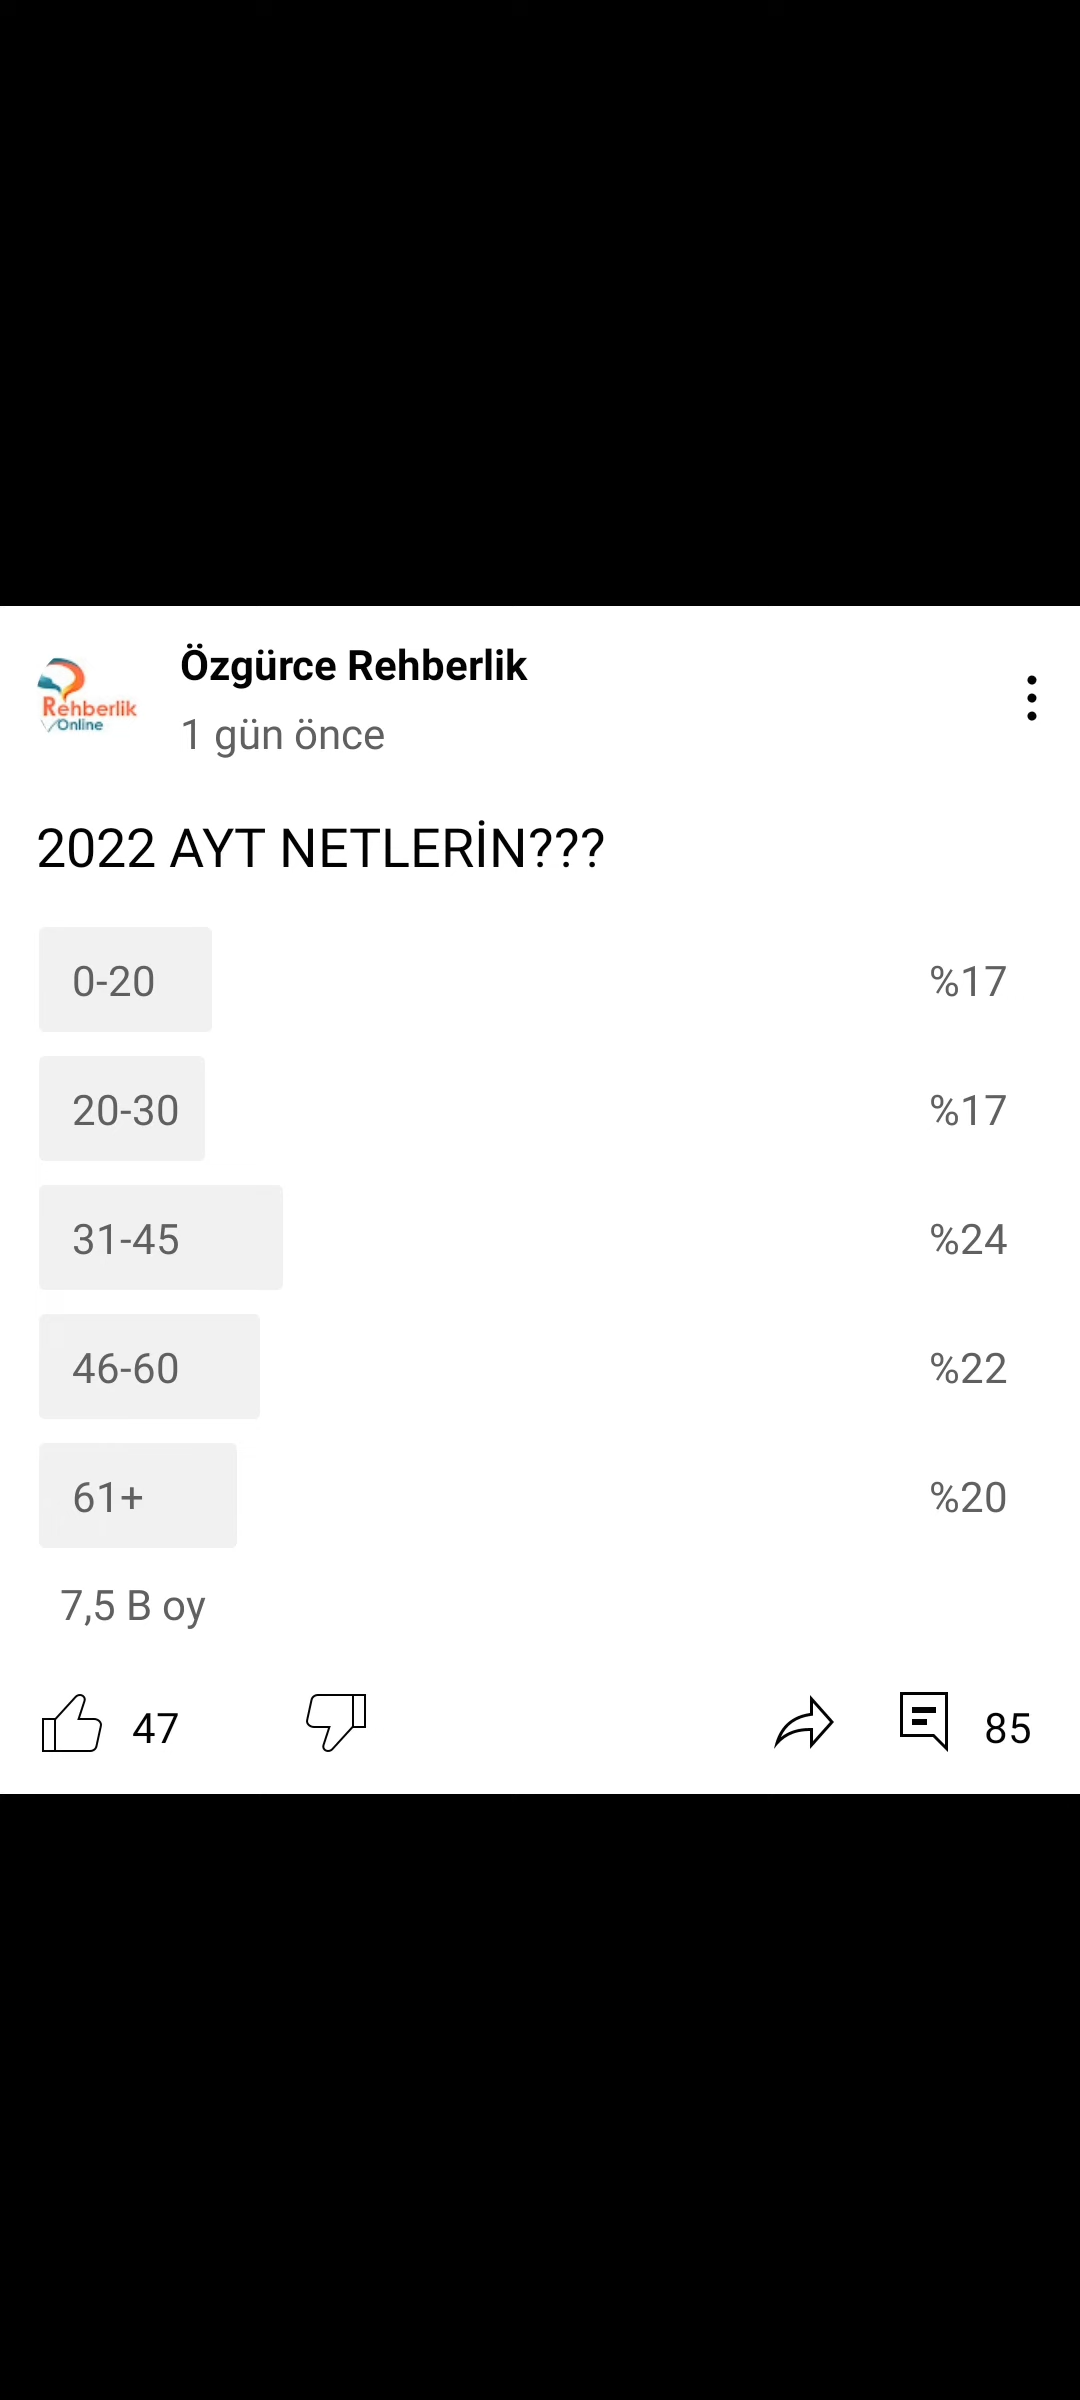 Özgürce Rehberlik
Rehberlik
Online
1 gün önce
2022 AYT NETLERİN???
0-20 %17
20-30 %17
31-45 %24
46-60 %22
61+ %20
7,5 B oy
47 85